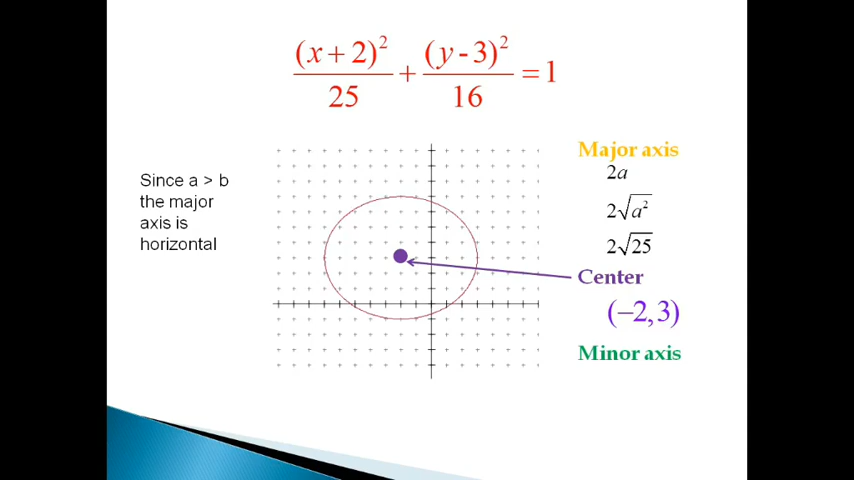 (x + 2)² / 25 + (y - 3)² / 16 = 1
Since a > b
the major
axis is
horizontal
Major axis
2a
2√a²
2√25
Center
(−2,3)
Minor axis